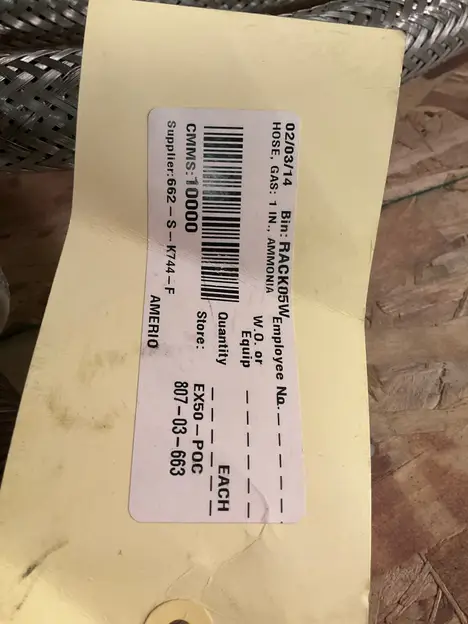 02/03/14 Bin: RACK05W Employee No.
HOSE, GAS: 1 IN., AMMONIA
W.O. or
Equip
Quantity EACH
CMMS:10000 Store: EX50-POC
807-03-663
Supplier:662-S-K744-F AMERIO